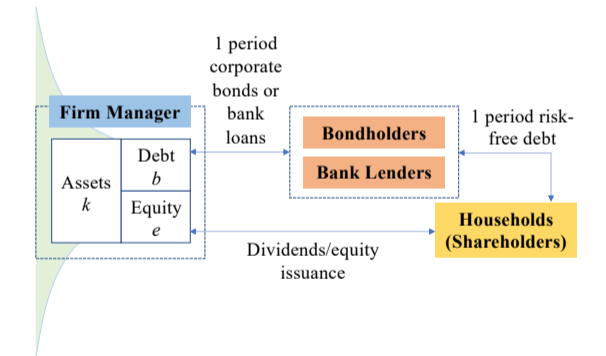 1 period
corporate
bonds or
bank
loans
Firm Manager
Assets
k
Debt
b
Equity
e
Bondholders
Bank Lenders
1 period risk-
free debt
Households
(Shareholders)
Dividends/equity
issuance